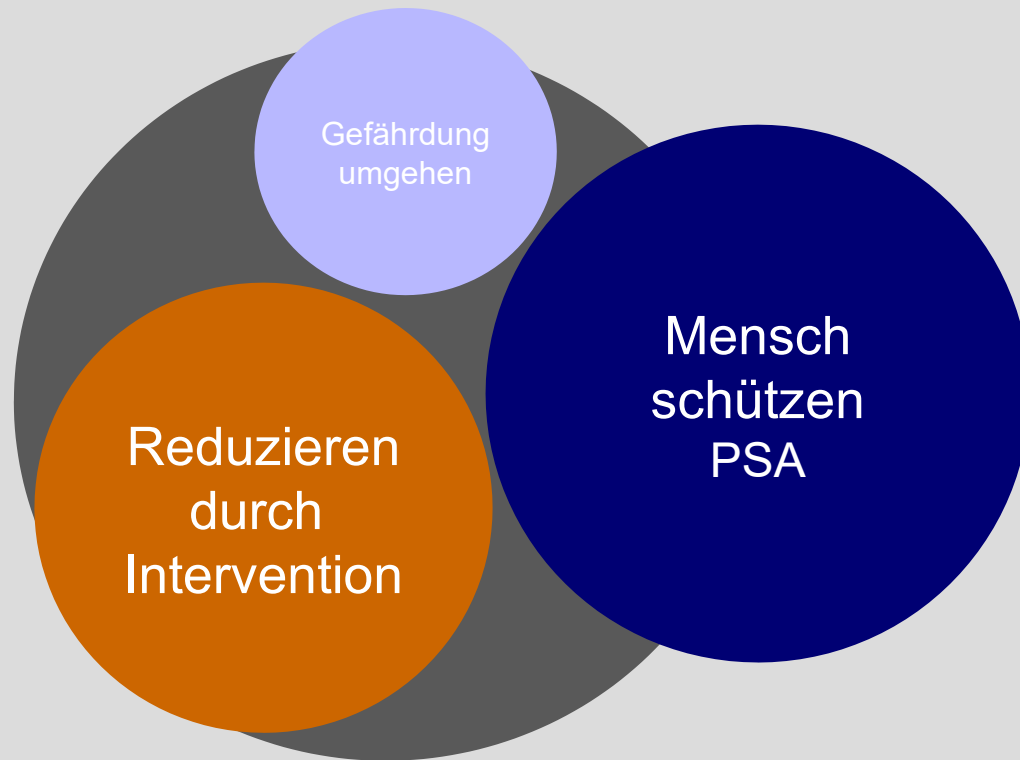 Gefährdung
umgehen
Mensch
schützen
PSA
Reduzieren
durch
Intervention